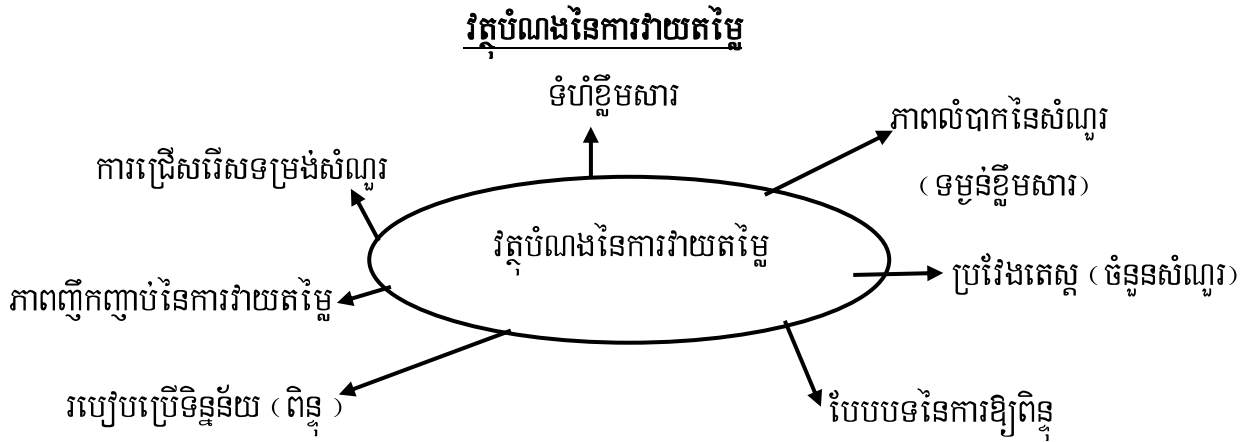 វត្ថុបំណងនៃការវាយតម្លៃ
ទំហំខ្លឹមសារ
ភាពលំបាកនៃសំណួរ
(ទម្ងន់ខ្លឹមសារ)
ការជ្រើសរើសទម្រង់សំណួរ
វត្ថុបំណងនៃការវាយតម្លៃ
ប្រវែងតេស្ត (ចំនួនសំណួរ)
ភាពញឹកញាប់នៃការវាយតម្លៃ
របៀបប្រើទិន្នន័យ (ពិន្ទុ )
បែបបទនៃការឱ្យពិន្ទុ